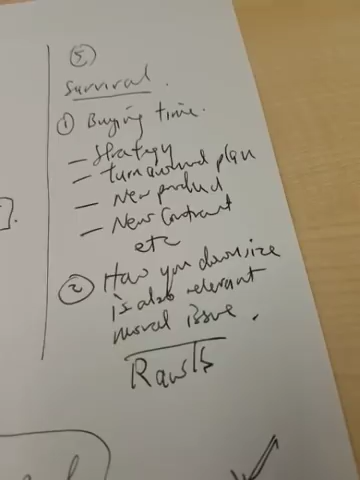 ⑤
Survival.
① Buying time.
— Strategy
— turnaround plan
— New product
— New Contract
etc
② How you downsize
is also relevant
moral issue.
Rawls